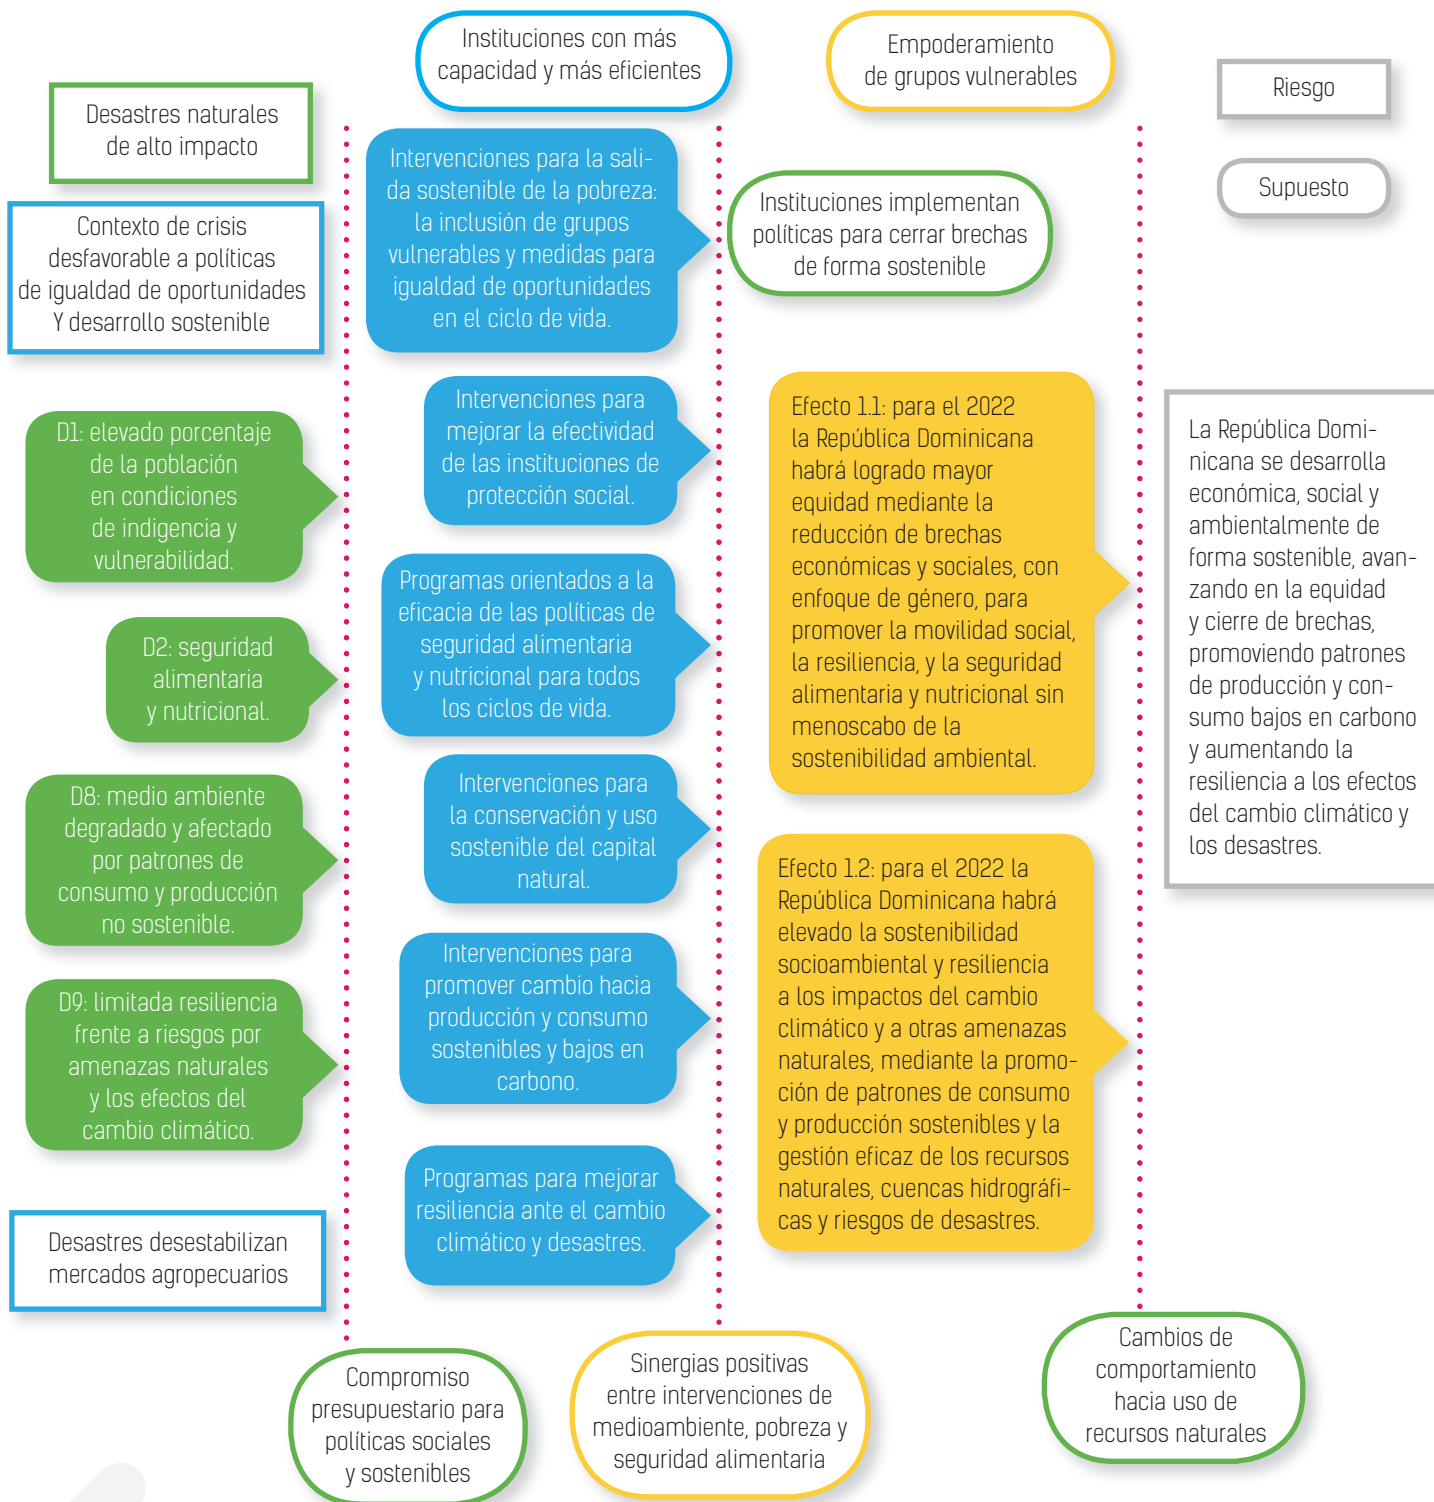 Instituciones con más
capacidad y más eficientes
Empoderamiento
de grupos vulnerables
Riesgo
Supuesto
Desastres naturales
de alto impacto
Contexto de crisis
desfavorable a políticas
de igualdad de oportunidades
Y desarrollo sostenible
D1: elevado porcentaje
de la población
en condiciones
de indigencia y
vulnerabilidad.
D2: seguridad
alimentaria
y nutricional.
D8: medio ambiente
degradado y afectado
por patrones de
consumo y producción
no sostenible.
D9: limitada resiliencia
frente a riesgos por
amenazas naturales
y los efectos del
cambio climático.
Desastres desestabilizan
mercados agropecuarios
Intervenciones para la sali-
da sostenible de la pobreza:
la inclusión de grupos
vulnerables y medidas para
igualdad de oportunidades
en el ciclo de vida.
Intervenciones para
mejorar la efectividad
de las instituciones de
protección social.
Programas orientados a la
eficacia de las políticas de
seguridad alimentaria
y nutricional para todos
los ciclos de vida.
Intervenciones para
la conservación y uso
sostenible del capital
natural.
Intervenciones para
promover cambio hacia
producción y consumo
sostenibles y bajos en
carbono.
Programas para mejorar
resiliencia ante el cambio
climático y desastres.
Instituciones implementan
políticas para cerrar brechas
de forma sostenible
Efecto 1.1: para el 2022
la República Dominicana
habrá logrado mayor
equidad mediante la
reducción de brechas
económicas y sociales, con
enfoque de género, para
promover la movilidad social,
la resiliencia, y la seguridad
alimentaria y nutricional sin
menoscabo de la
sostenibilidad ambiental.
Efecto 1.2: para el 2022 la
República Dominicana habrá
elevado la sostenibilidad
socioambiental y resiliencia
a los impactos del cambio
climático y a otras amenazas
naturales, mediante la promo-
ción de patrones de consumo
y producción sostenibles y la
gestión eficaz de los recursos
naturales, cuencas hidrográfi-
cas y riesgos de desastres.
La República Domi-
nicana se desarrolla
económica, social y
ambientalmente de
forma sostenible, avan-
zando en la equidad
y cierre de brechas,
promoviendo patrones
de producción y con-
sumo bajos en carbono
y aumentando la
resiliencia a los efectos
del cambio climático y
los desastres.
Compromiso
presupuestario para
políticas sociales
y sostenibles
Sinergias positivas
entre intervenciones de
medioambiente, pobreza y
seguridad alimentaria
Cambios de
comportamiento
hacia uso de
recursos naturales